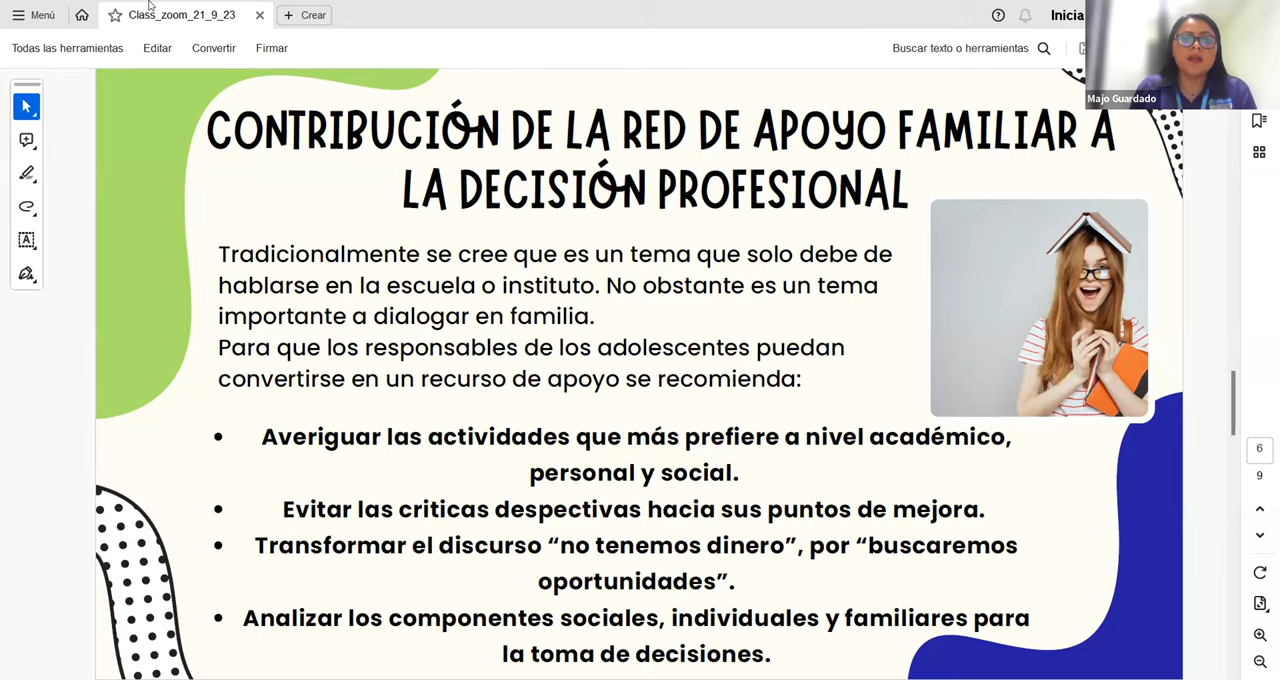 Menú
Class_zoom_21_9_23
Crear
Inicia
Todas las herramientas
Editar
Convertir
Firmar
Buscar texto o herramientas
Majo Guardado
CONTRIBUCIÓN DE LA RED DE APOYO FAMILIAR A
LA DECISIÓN PROFESIONAL
Tradicionalmente se cree que es un tema que solo debe de
hablarse en la escuela o instituto. No obstante es un tema
importante a dialogar en familia.
Para que los responsables de los adolescentes puedan
convertirse en un recurso de apoyo se recomienda:
• Averiguar las actividades que más prefiere a nivel académico,
personal y social.
• Evitar las criticas despectivas hacia sus puntos de mejora.
• Transformar el discurso “no tenemos dinero”, por “buscaremos
oportunidades”.
• Analizar los componentes sociales, individuales y familiares para
la toma de decisiones.
6
9